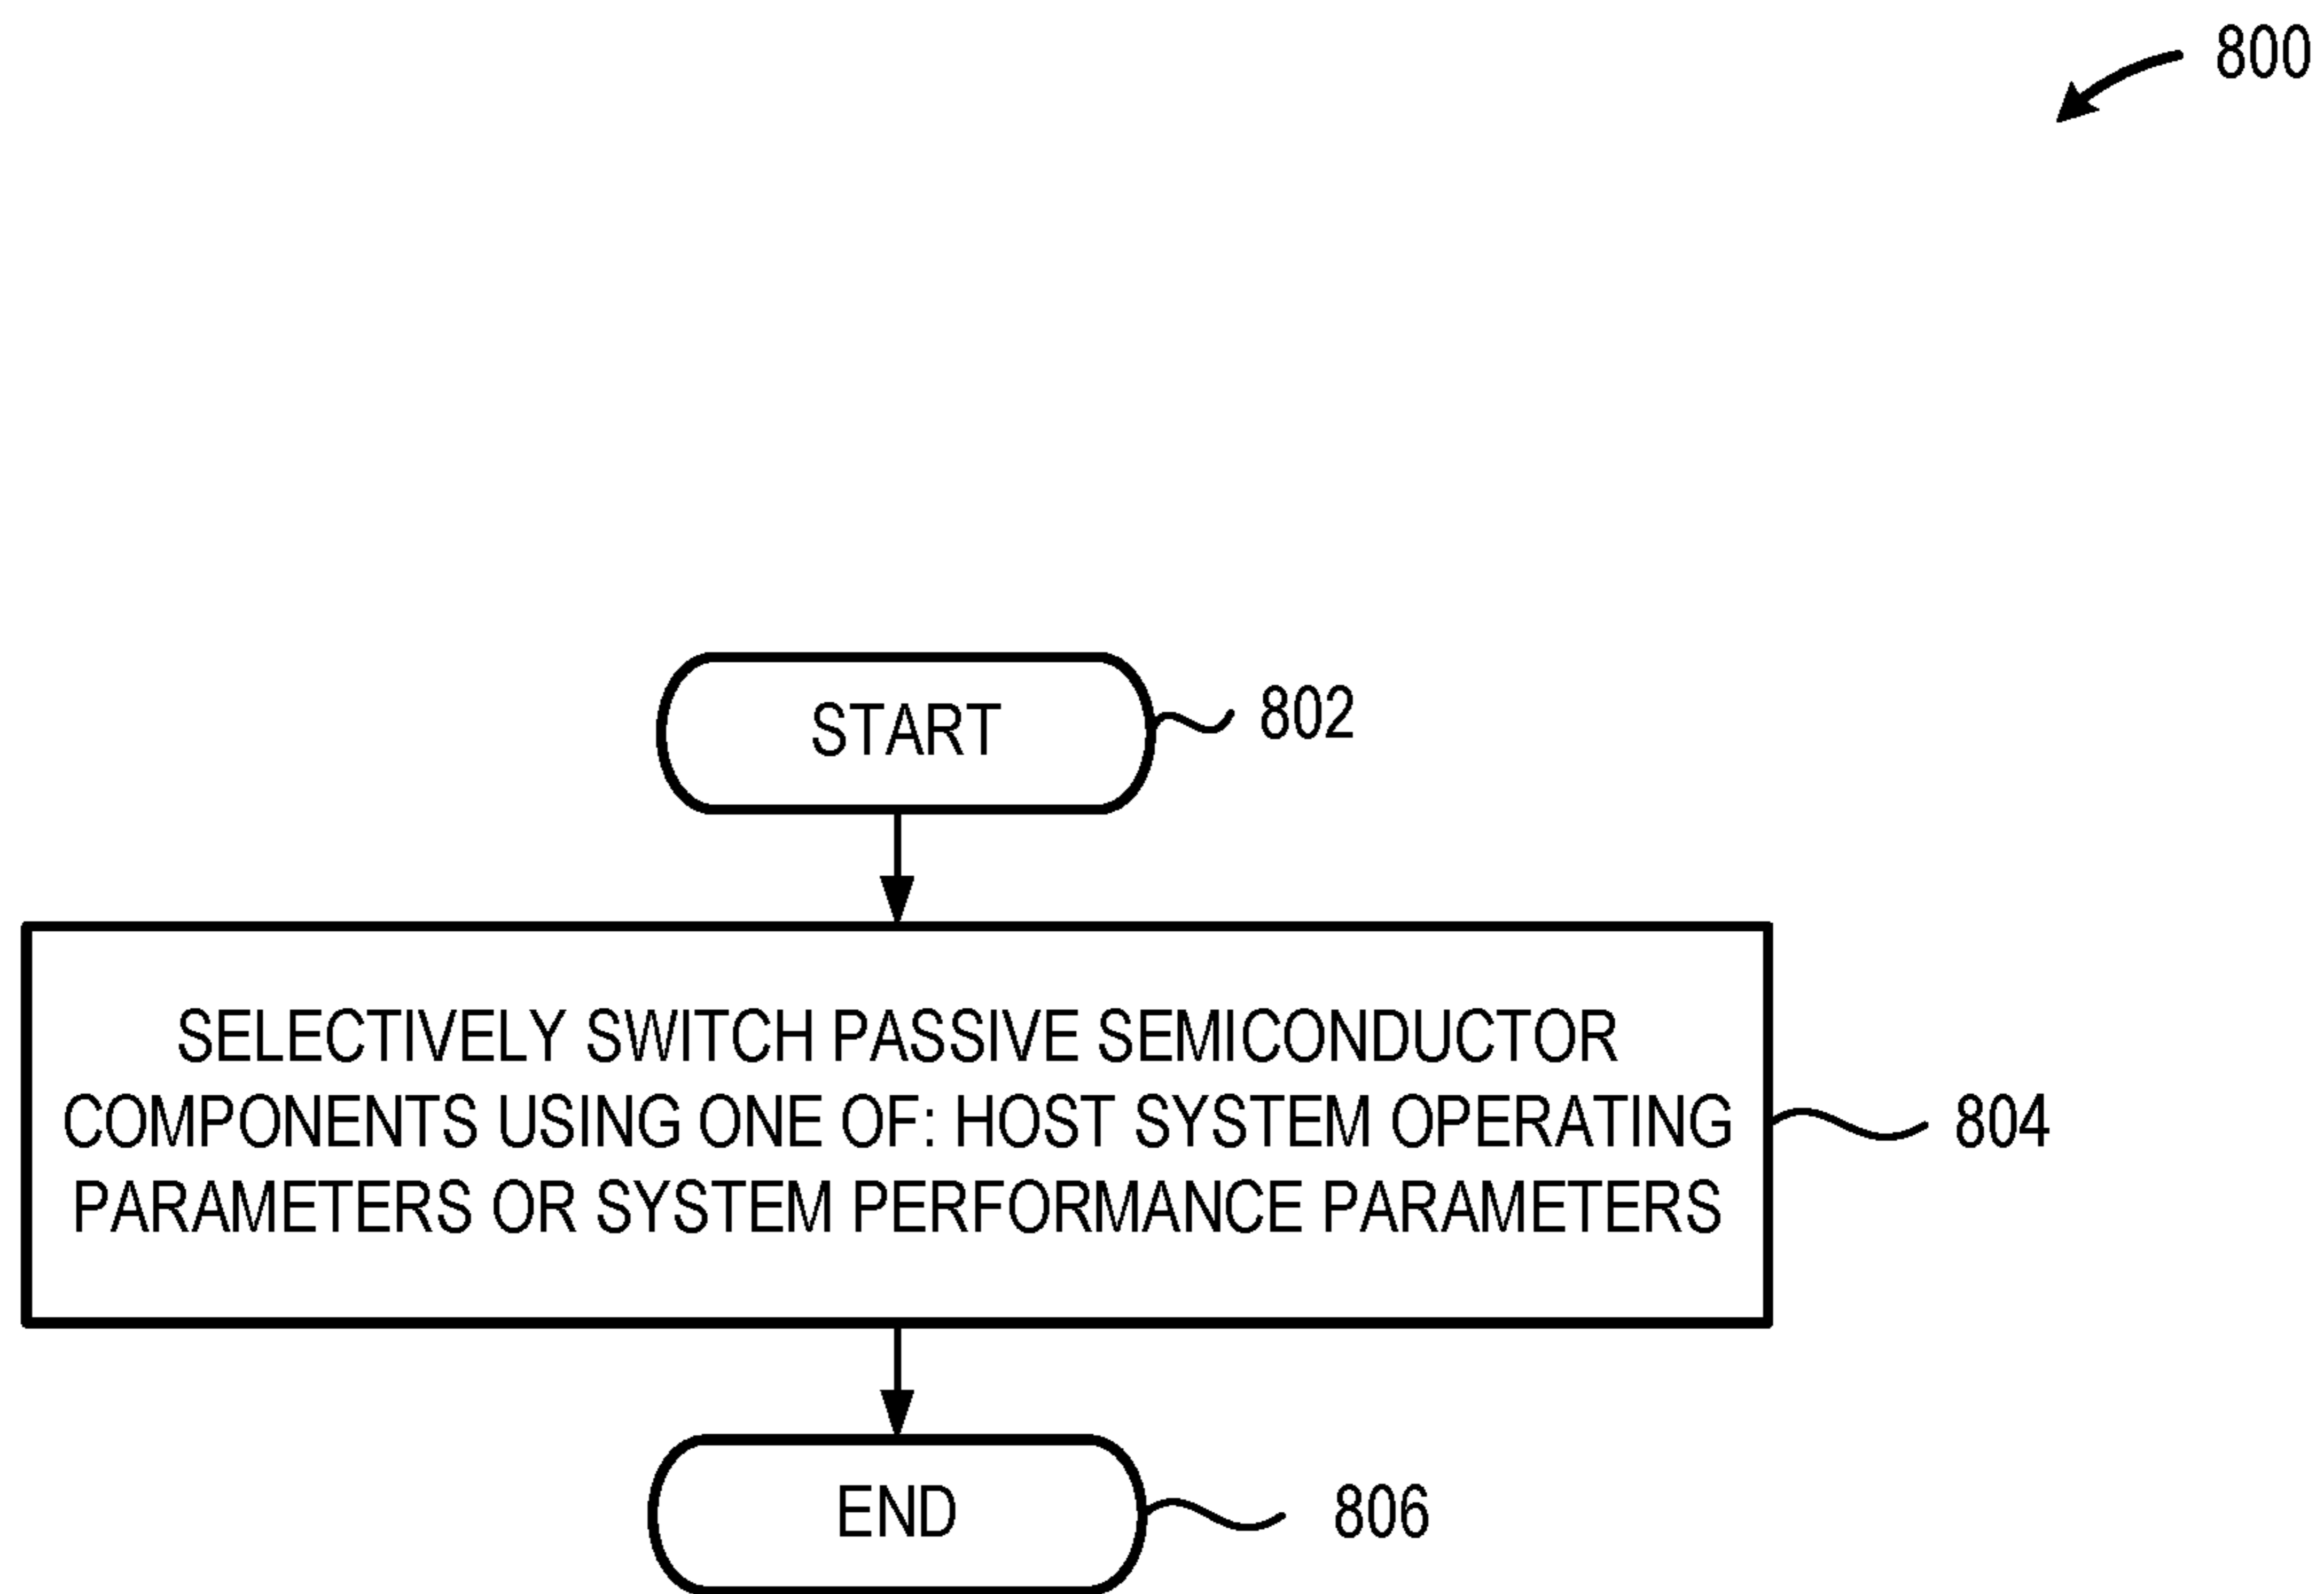 800
START
802
SELECTIVELY SWITCH PASSIVE SEMICONDUCTOR
COMPONENTS USING ONE OF: HOST SYSTEM OPERATING
PARAMETERS OR SYSTEM PERFORMANCE PARAMETERS
804
END
806